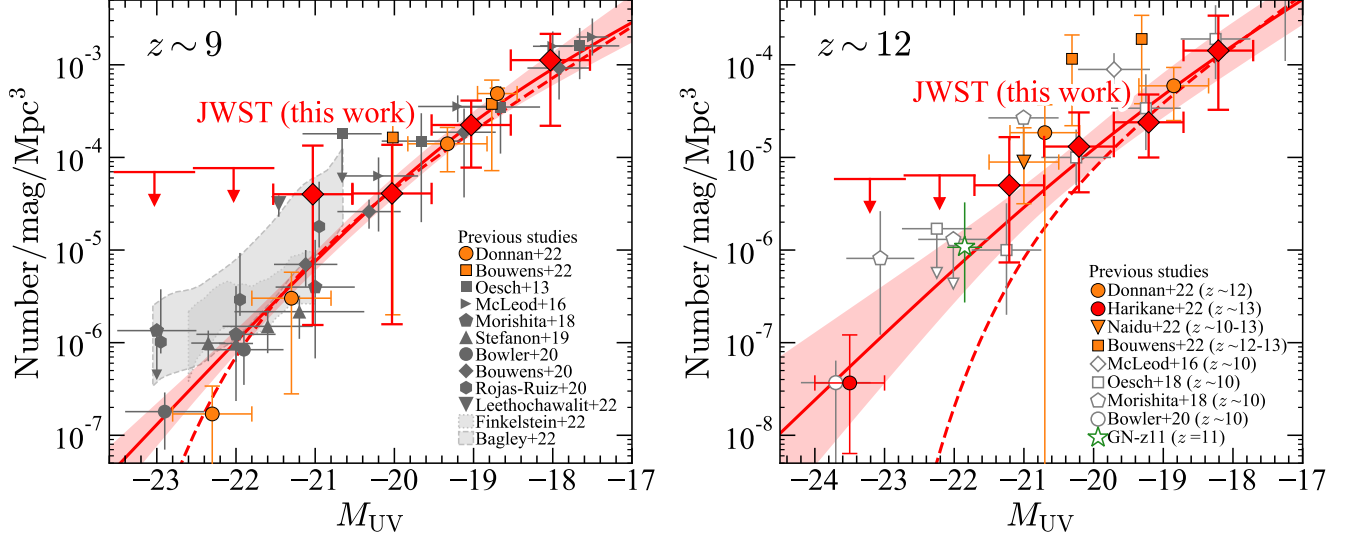 z ~ 9
JWST (this work)
Number/mag/Mpc³
10⁻³
10⁻⁴
10⁻⁵
10⁻⁶
10⁻⁷
Previous studies
Donnan+22
Bouwens+22
Oesch+13
McLeod+16
Morishita+18
Stefanon+19
Bowler+20
Bouwens+20
Rojas-Ruiz+20
Leethochawalit+22
Finkelstein+22
Bagley+22
−23 −22 −21 −20 −19 −18 −17
M_UV
z ~ 12
JWST (this work)
Number/mag/Mpc³
10⁻⁴
10⁻⁵
10⁻⁶
10⁻⁷
10⁻⁸
Previous studies
Donnan+22 (z ~12)
Harikane+22 (z ~13)
Naidu+22 (z ~10-13)
Bouwens+22 (z ~12-13)
McLeod+16 (z ~10)
Oesch+18 (z ~10)
Morishita+18 (z ~10)
Bowler+20 (z ~10)
GN-z11 (z =11)
−24 −23 −22 −21 −20 −19 −18 −17
M_UV